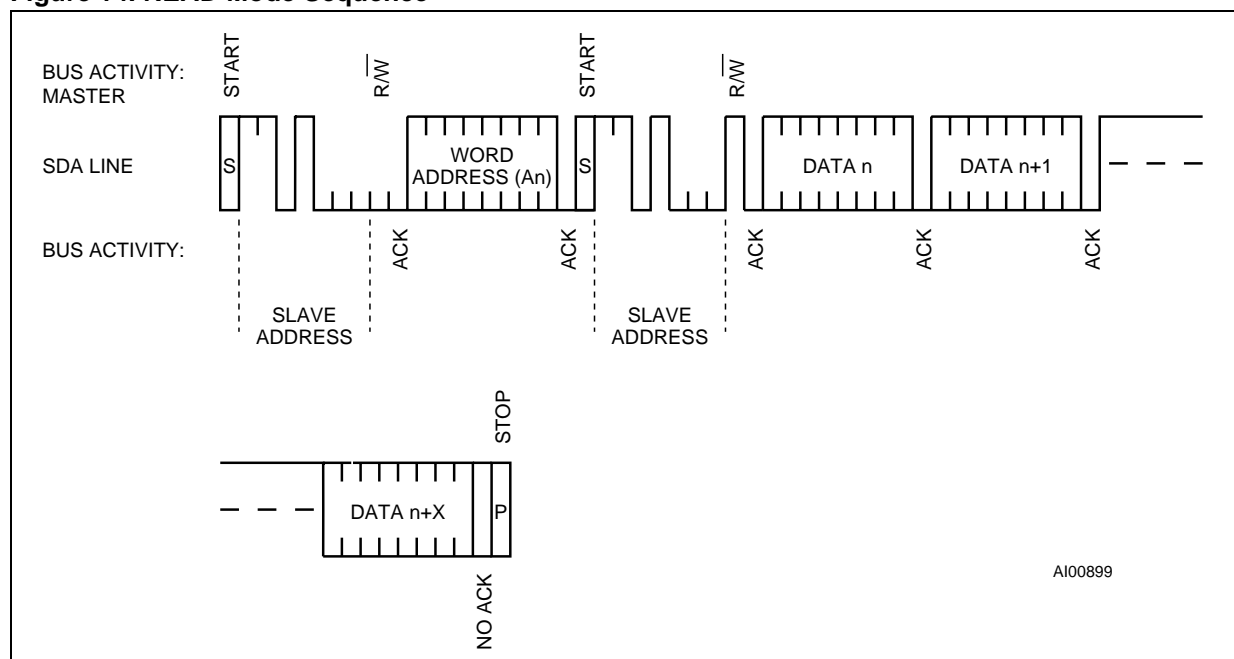 BUS ACTIVITY:
MASTER
START
R/W
START
R/W
SDA LINE
S
WORD
ADDRESS (An)
S
DATA n
DATA n+1
BUS ACTIVITY:
ACK
ACK
ACK
ACK
ACK
SLAVE
ADDRESS
SLAVE
ADDRESS
STOP
DATA n+X
P
NO ACK
AI00899